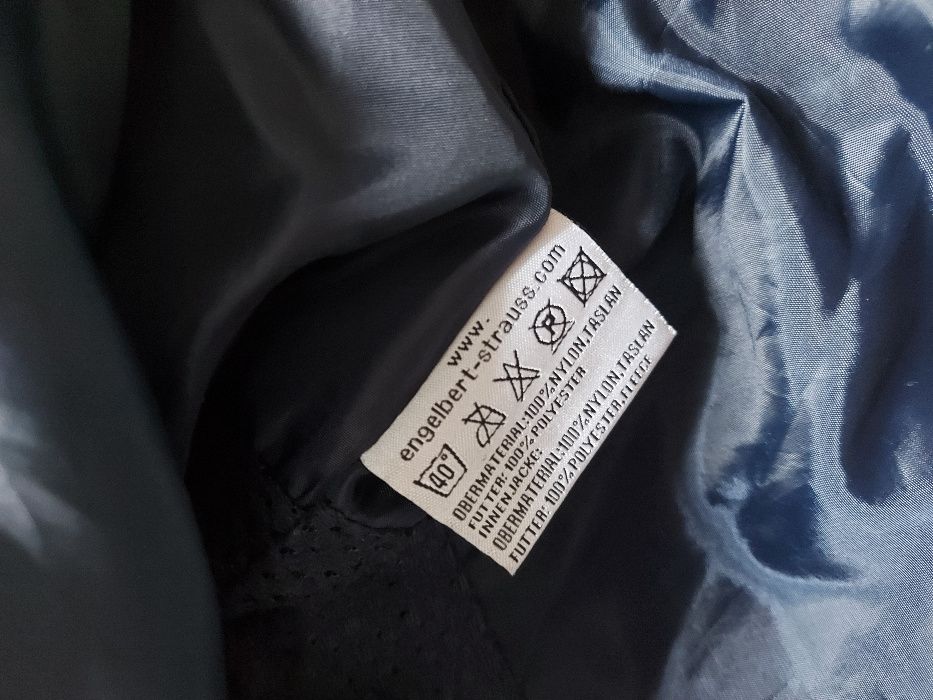 www.
engelbert-strauss.com
40°
OBERMATERIAL:100%NYLON,TASLAN
FUTTER:100%POLYESTER
INNENJACKE:
OBERMATERIAL:100%NYLON,TASLAN
FUTTER:100%POLYESTER,FLEECE